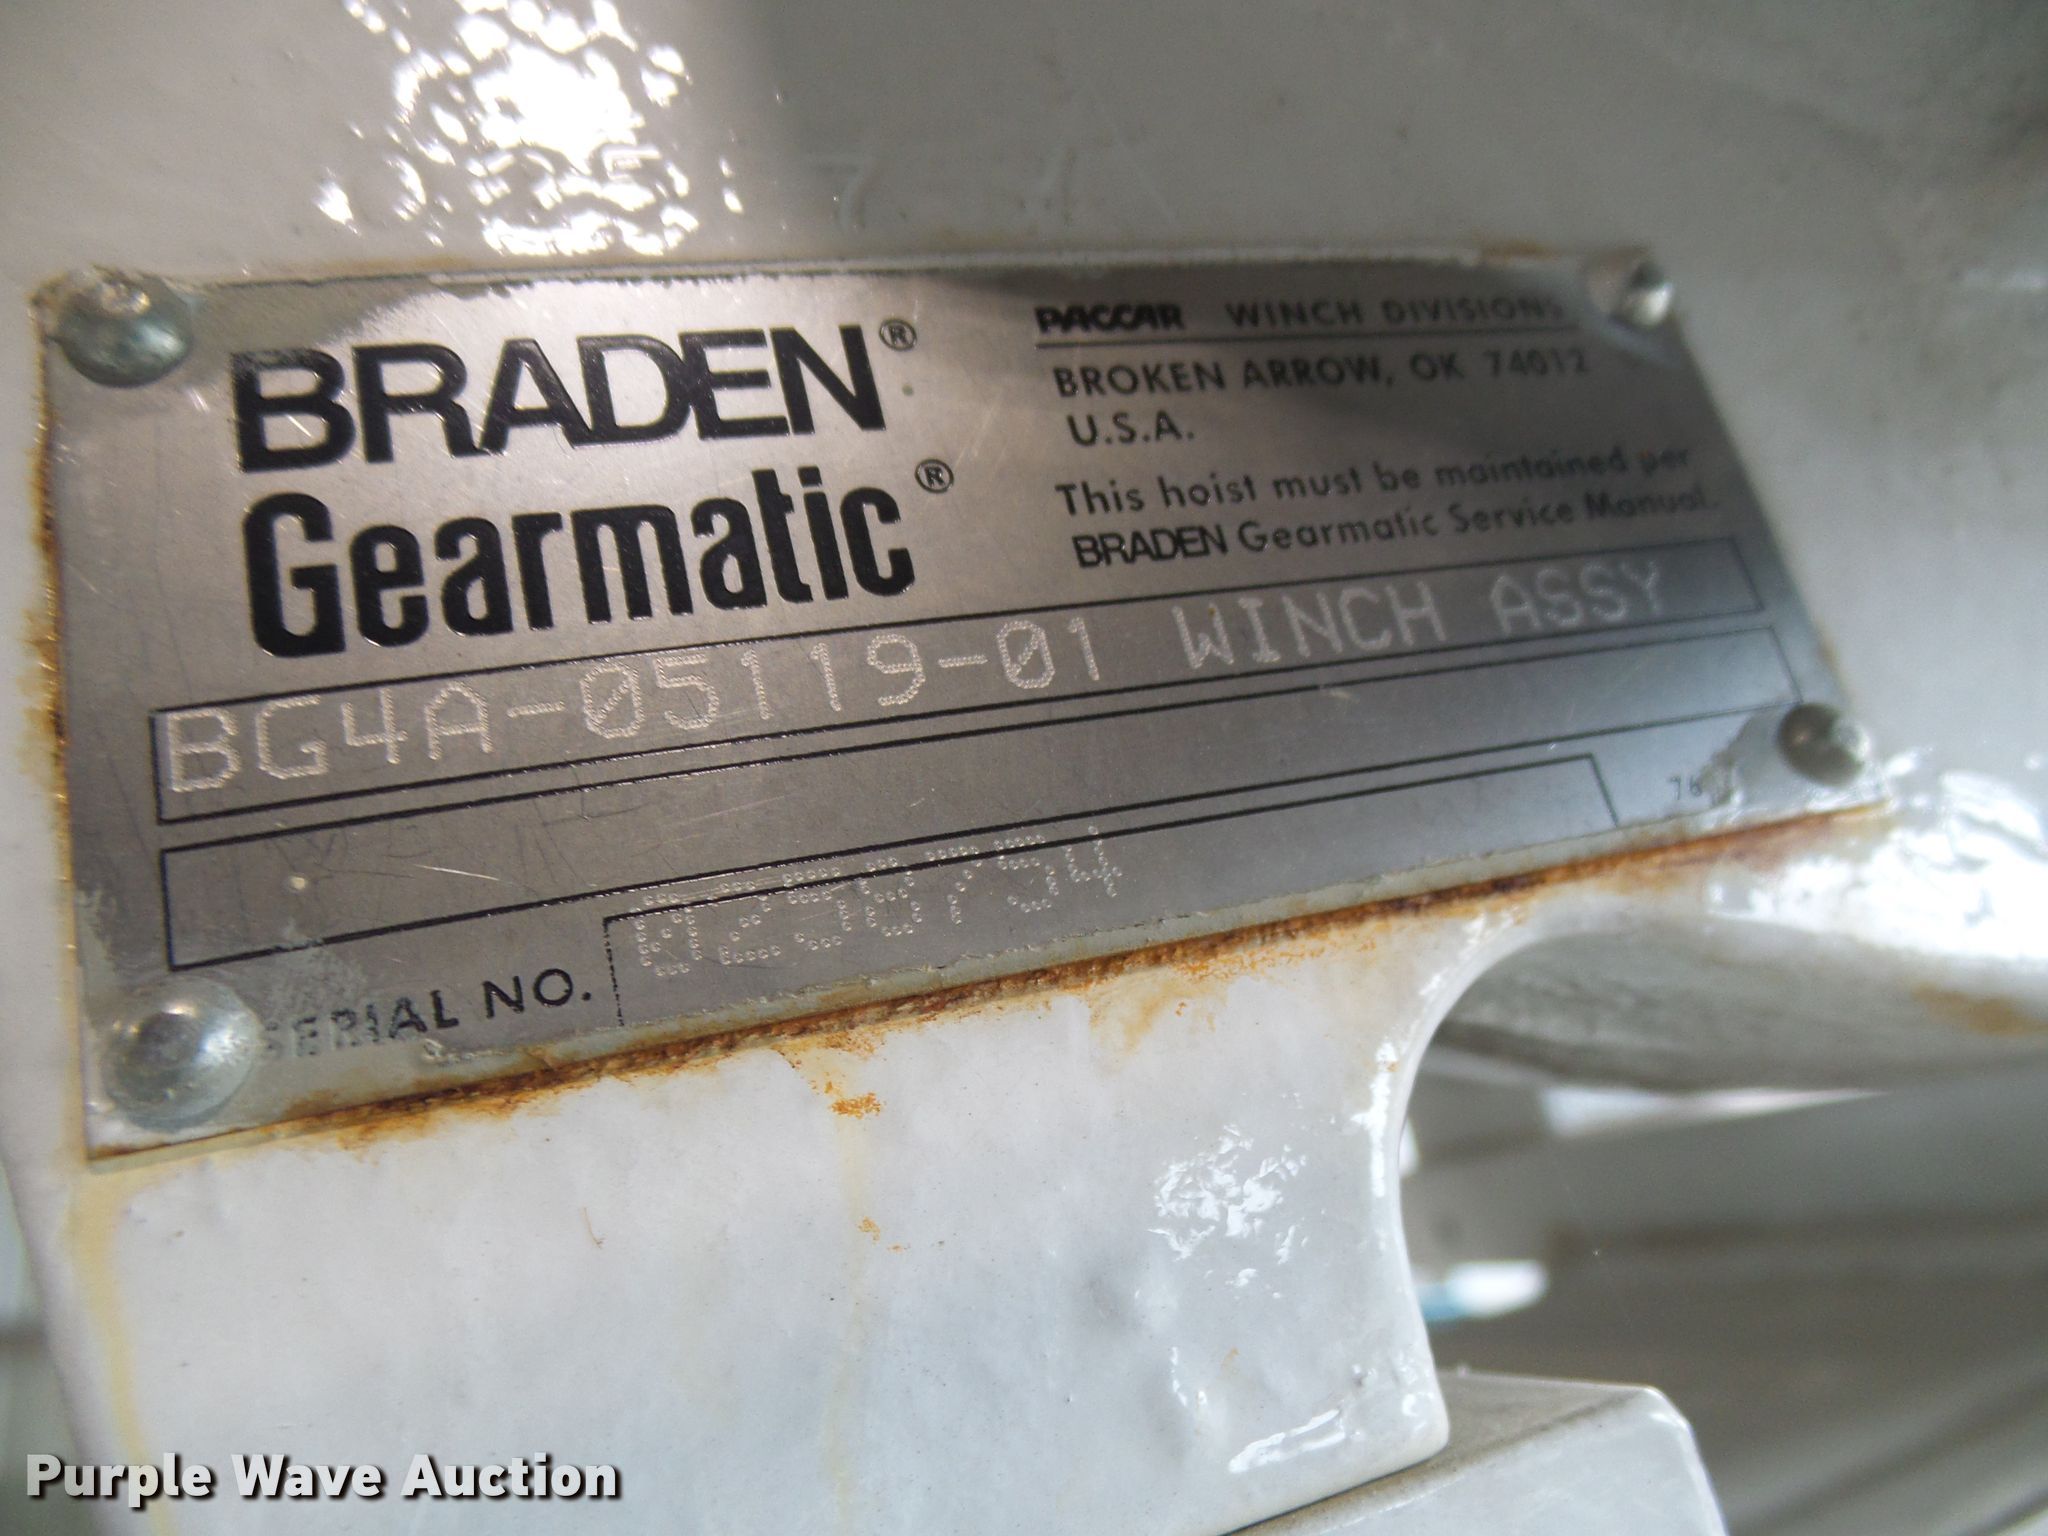 BRADEN®
Gearmatic®
PACCAR WINCH DIVISIONS
BROKEN ARROW, OK 74012
U.S.A.
This hoist must be maintained per
BRADEN Gearmatic Service Manual.
BG4A-05119-01 WINCH ASSY
SERIAL NO.
Purple Wave Auction